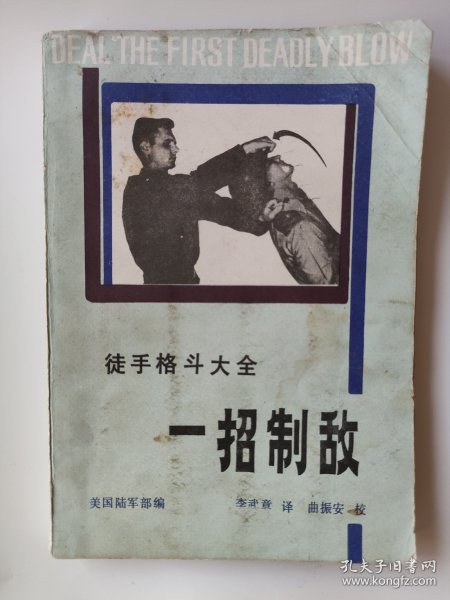 DEAL THE FIRST DEADLY BLOW
徒手格斗大全
一招制敌
美国陆军部编 李武章 译 曲振安 校
孔夫子旧书网
www.kongfz.com